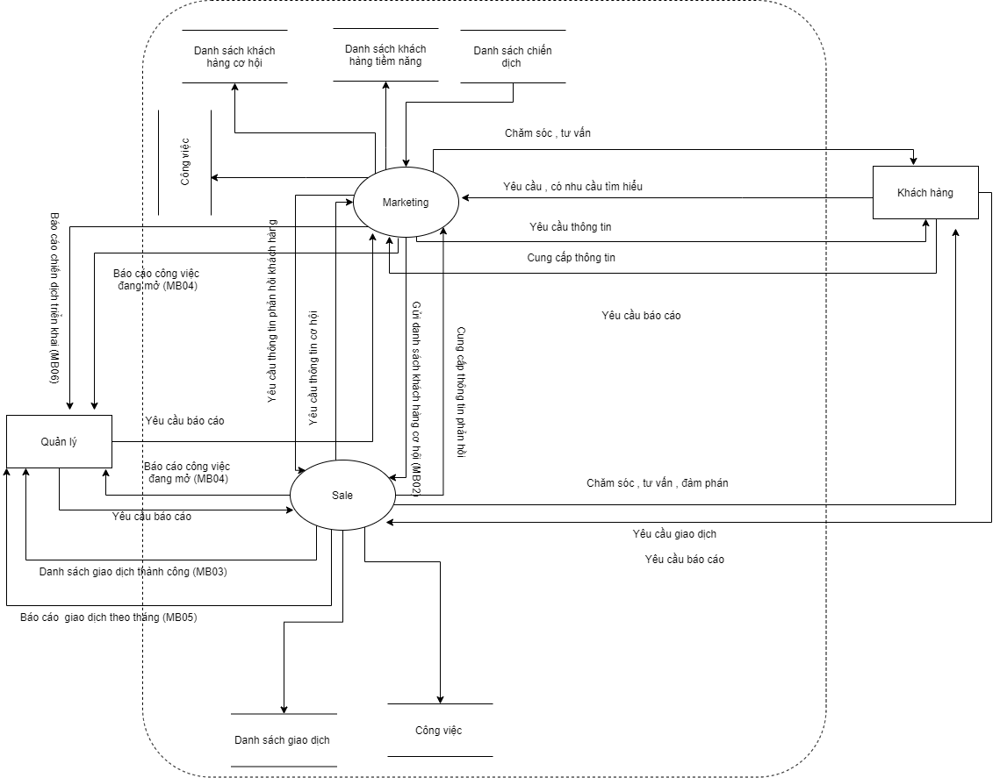 Danh sách khách
hàng cơ hội
Danh sách khách
hàng tiềm năng
Danh sách chiến
dịch
Công việc
Chăm sóc , tư vấn
Marketing
Yêu cầu , có nhu cầu tìm hiểu
Khách hàng
Yêu cầu thông tin
Cung cấp thông tin
Báo cáo chiến dịch triển
khai (MB06)
Báo cáo công việc
đang mở (MB04)
Yêu cầu thông tin phản hồi khách hàng
Yêu cầu thông tin cơ hội
Gửi danh sách khách hàng cơ hội (MB02)
Cung cấp thông tin phản hồi
Yêu cầu báo cáo
Quản lý
Yêu cầu báo cáo
Báo cáo công việc
đang mở (MB04)
Sale
Chăm sóc , tư vấn , đàm phán
Yêu cầu báo cáo
Yêu cầu giao dịch
Yêu cầu báo cáo
Danh sách giao dịch thành công (MB03)
Báo cáo  giao dịch theo tháng (MB05)
Danh sách giao dịch
Công việc